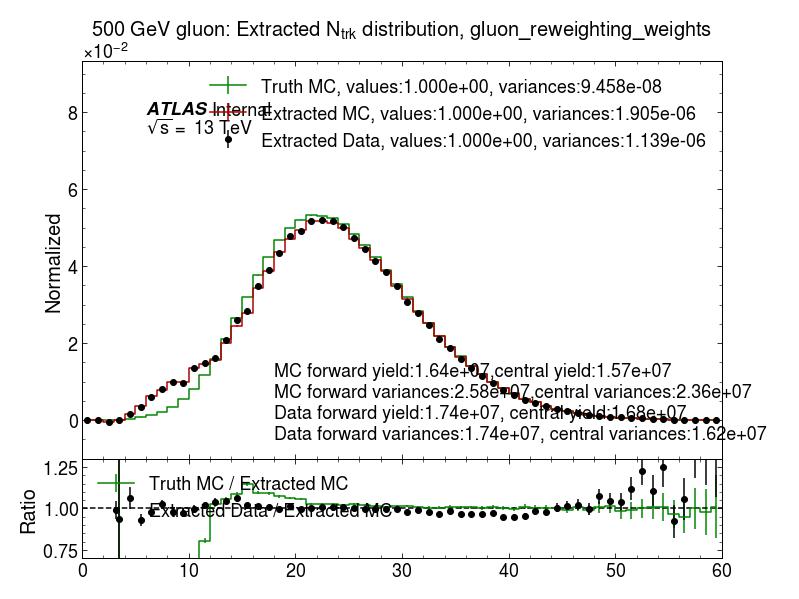 500 GeV gluon: Extracted Ntrk distribution, gluon_reweighting_weights
×10−2
Truth MC, values:1.000e+00, variances:9.458e-08
ATLAS Internal
Extracted MC, values:1.000e+00, variances:1.905e-06
√s = 13 TeV
Extracted Data, values:1.000e+00, variances:1.139e-06
Normalized
8
6
4
2
0
MC forward yield:1.64e+07,central yield:1.57e+07
MC forward variances:2.58e+07,central variances:2.36e+07
Data forward yield:1.74e+07, central yield:1.68e+07
Data forward variances:1.74e+07, central variances:1.62e+07
Ratio
1.25
1.00
0.75
Truth MC / Extracted MC
Extracted Data / Extracted MC
0 10 20 30 40 50 60